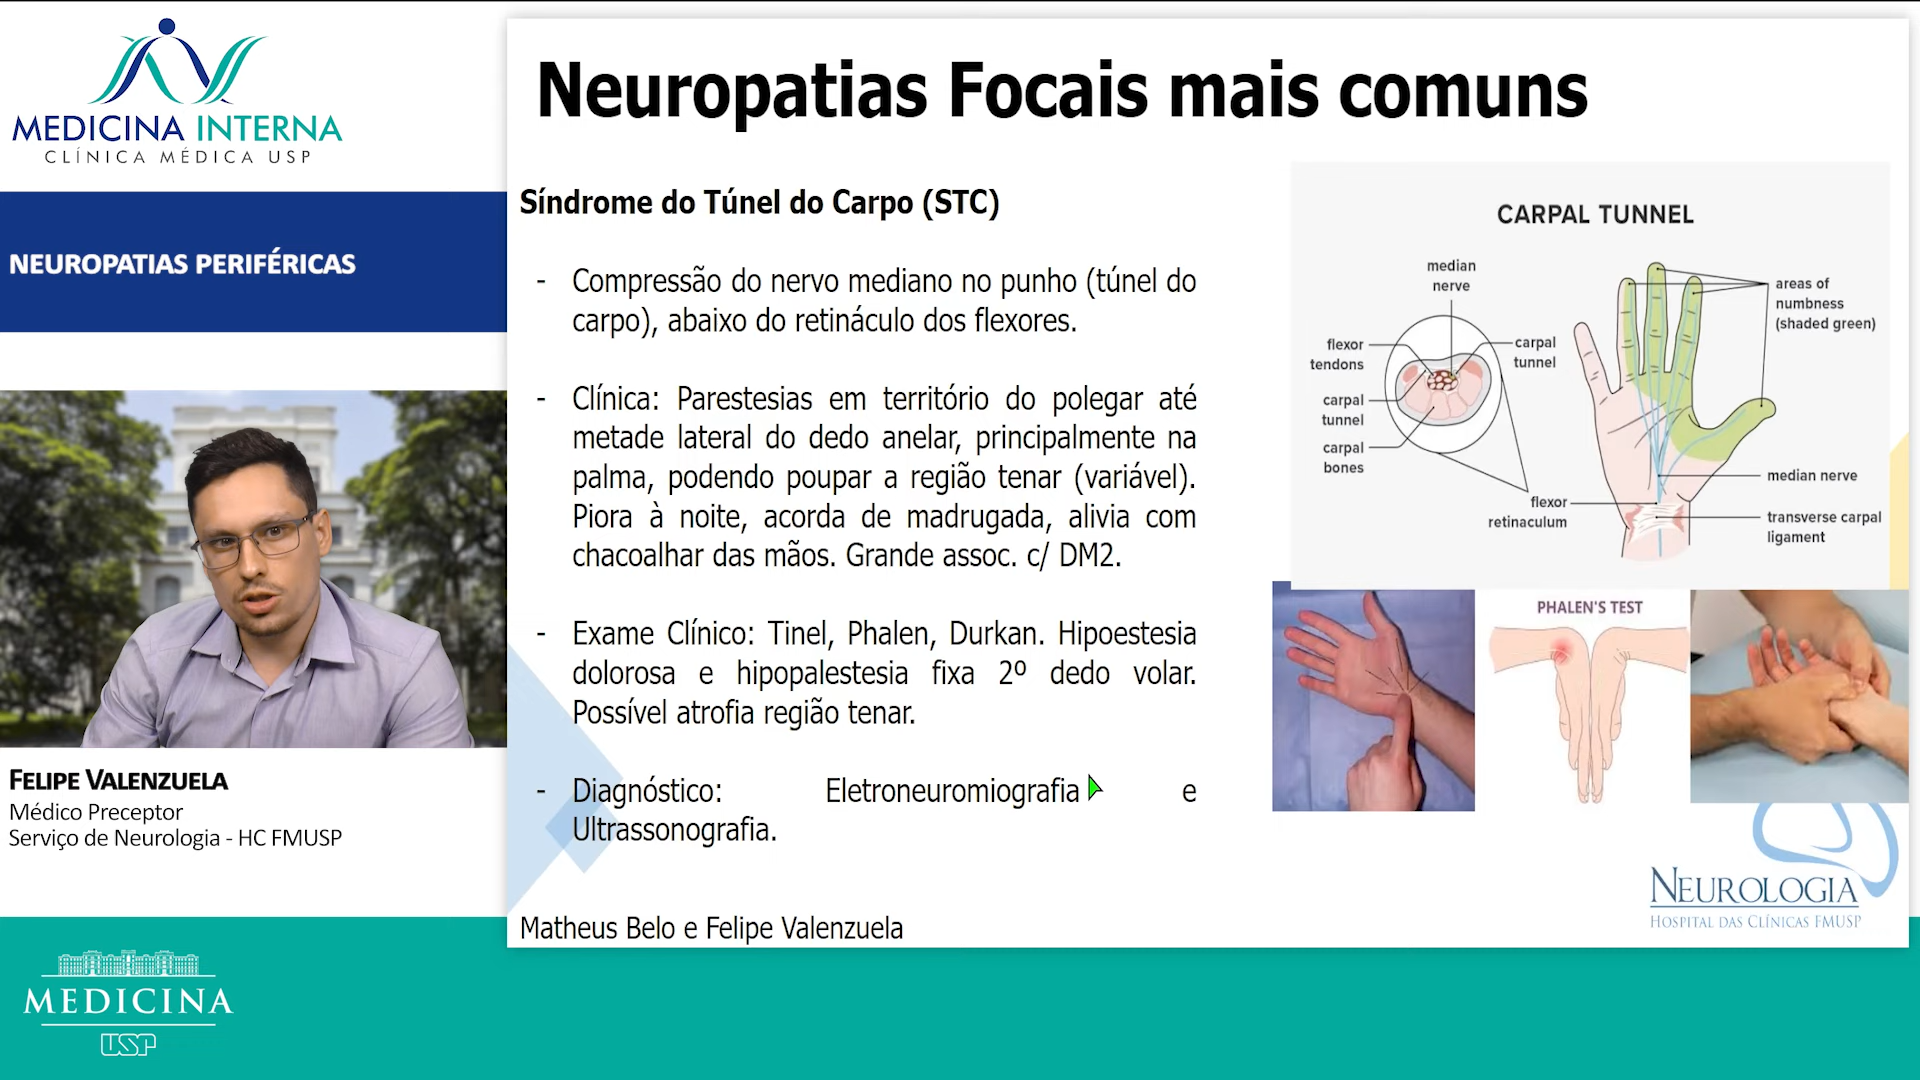 MEDICINA INTERNA
CLÍNICA MÉDICA USP
NEUROPATIAS PERIFÉRICAS
FELIPE VALENZUELA
Médico Preceptor
Serviço de Neurologia - HC FMUSP
MEDICINA
USP
Neuropatias Focais mais comuns
Síndrome do Túnel do Carpo (STC)
- Compressão do nervo mediano no punho (túnel do
carpo), abaixo do retináculo dos flexores.
- Clínica: Parestesias em território do polegar até
metade lateral do dedo anelar, principalmente na
palma, podendo poupar a região tenar (variável).
Piora à noite, acorda de madrugada, alivia com
chacoalhar das mãos. Grande assoc. c/ DM2.
- Exame Clínico: Tinel, Phalen, Durkan. Hipoestesia
dolorosa e hipopalestesia fixa 2º dedo volar.
Possível atrofia região tenar.
- Diagnóstico: Eletroneuromiografia e
Ultrassonografia.
Matheus Belo e Felipe Valenzuela
CARPAL TUNNEL
median
nerve
flexor
tendons
carpal
tunnel
carpal
tunnel
carpal
bones
flexor
retinaculum
areas of
numbness
(shaded green)
median nerve
transverse carpal
ligament
PHALEN'S TEST
NEUROLOGIA
HOSPITAL DAS CLÍNICAS FMUSP